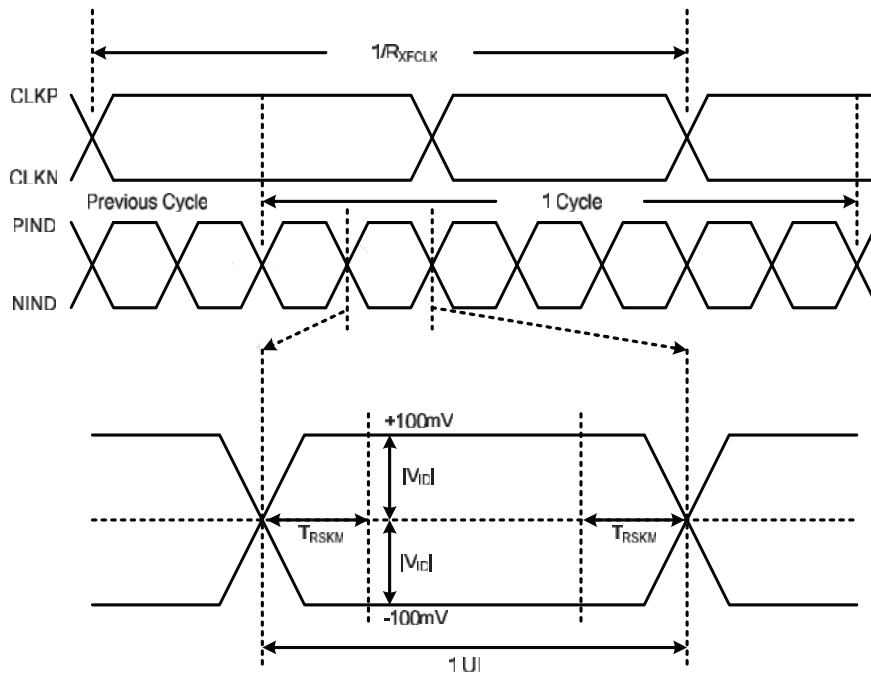 1/RXFCLK
CLKP
CLKN
Previous Cycle
1 Cycle
PIND
NIND
+100mV
|VID|
TRSKM
TRSKM
|VID|
-100mV
1 UI